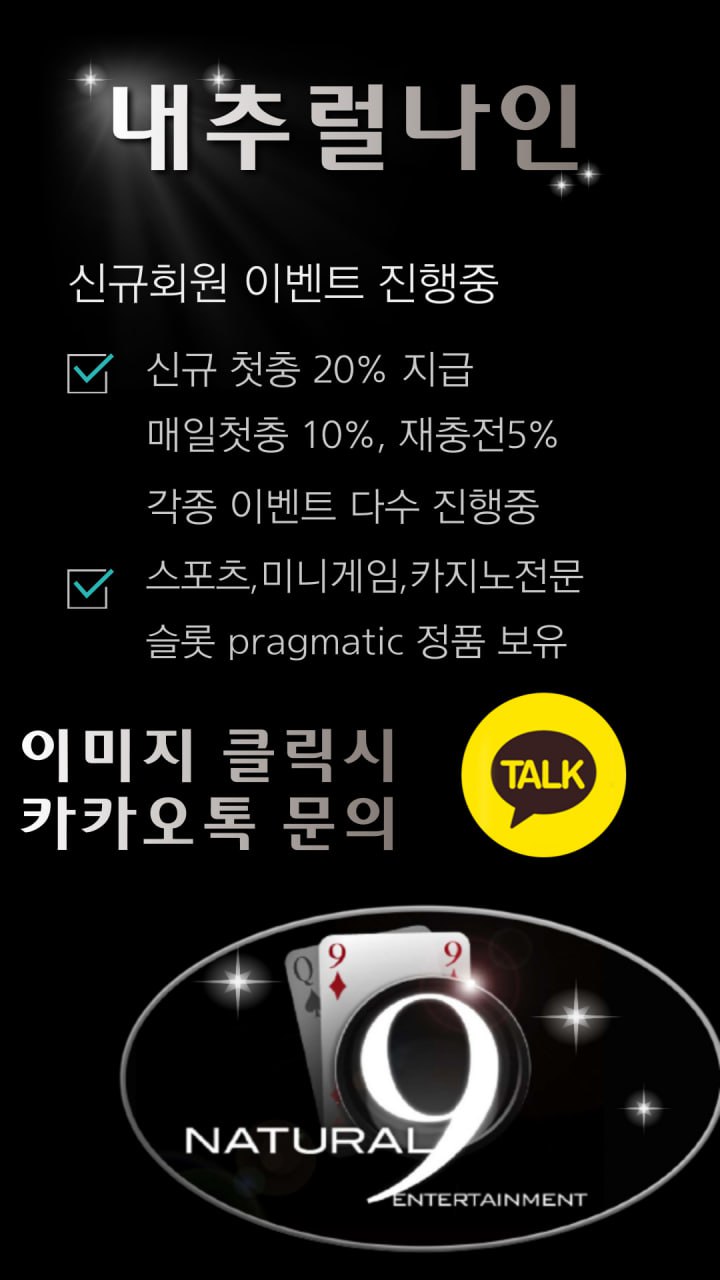 내추럴나인
신규회원 이벤트 진행중
신규 첫충 20% 지급
매일첫충 10%, 재충전5%
각종 이벤트 다수 진행중
스포츠,미니게임,카지노전문
슬롯 pragmatic 정품 보유
이미지 클릭시
카카오톡 문의
TALK
Q
9
9
9
NATURAL
ENTERTAINMENT